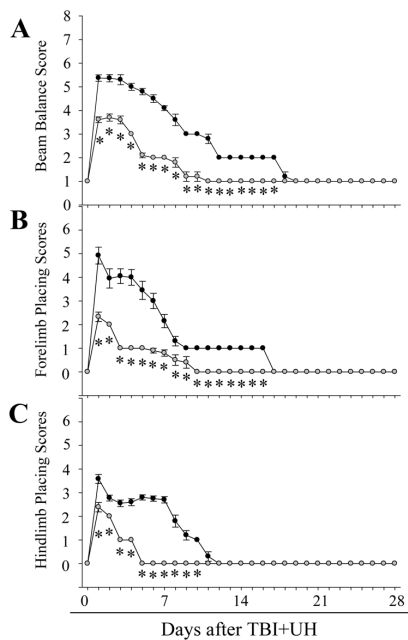 A
Beam Balance Score
8
7
6
5
4
3
2
1
0
* * * * * * * * * * * * * * * * *
B
Forelimb Placing Scores
6
5
4
3
2
1
0
* * * * * * * * * * * * * * * *
C
Hindlimb Placing Scores
6
5
4
3
2
1
0
* * * * * * * * * *
0 7 14 21 28
Days after TBI+UH